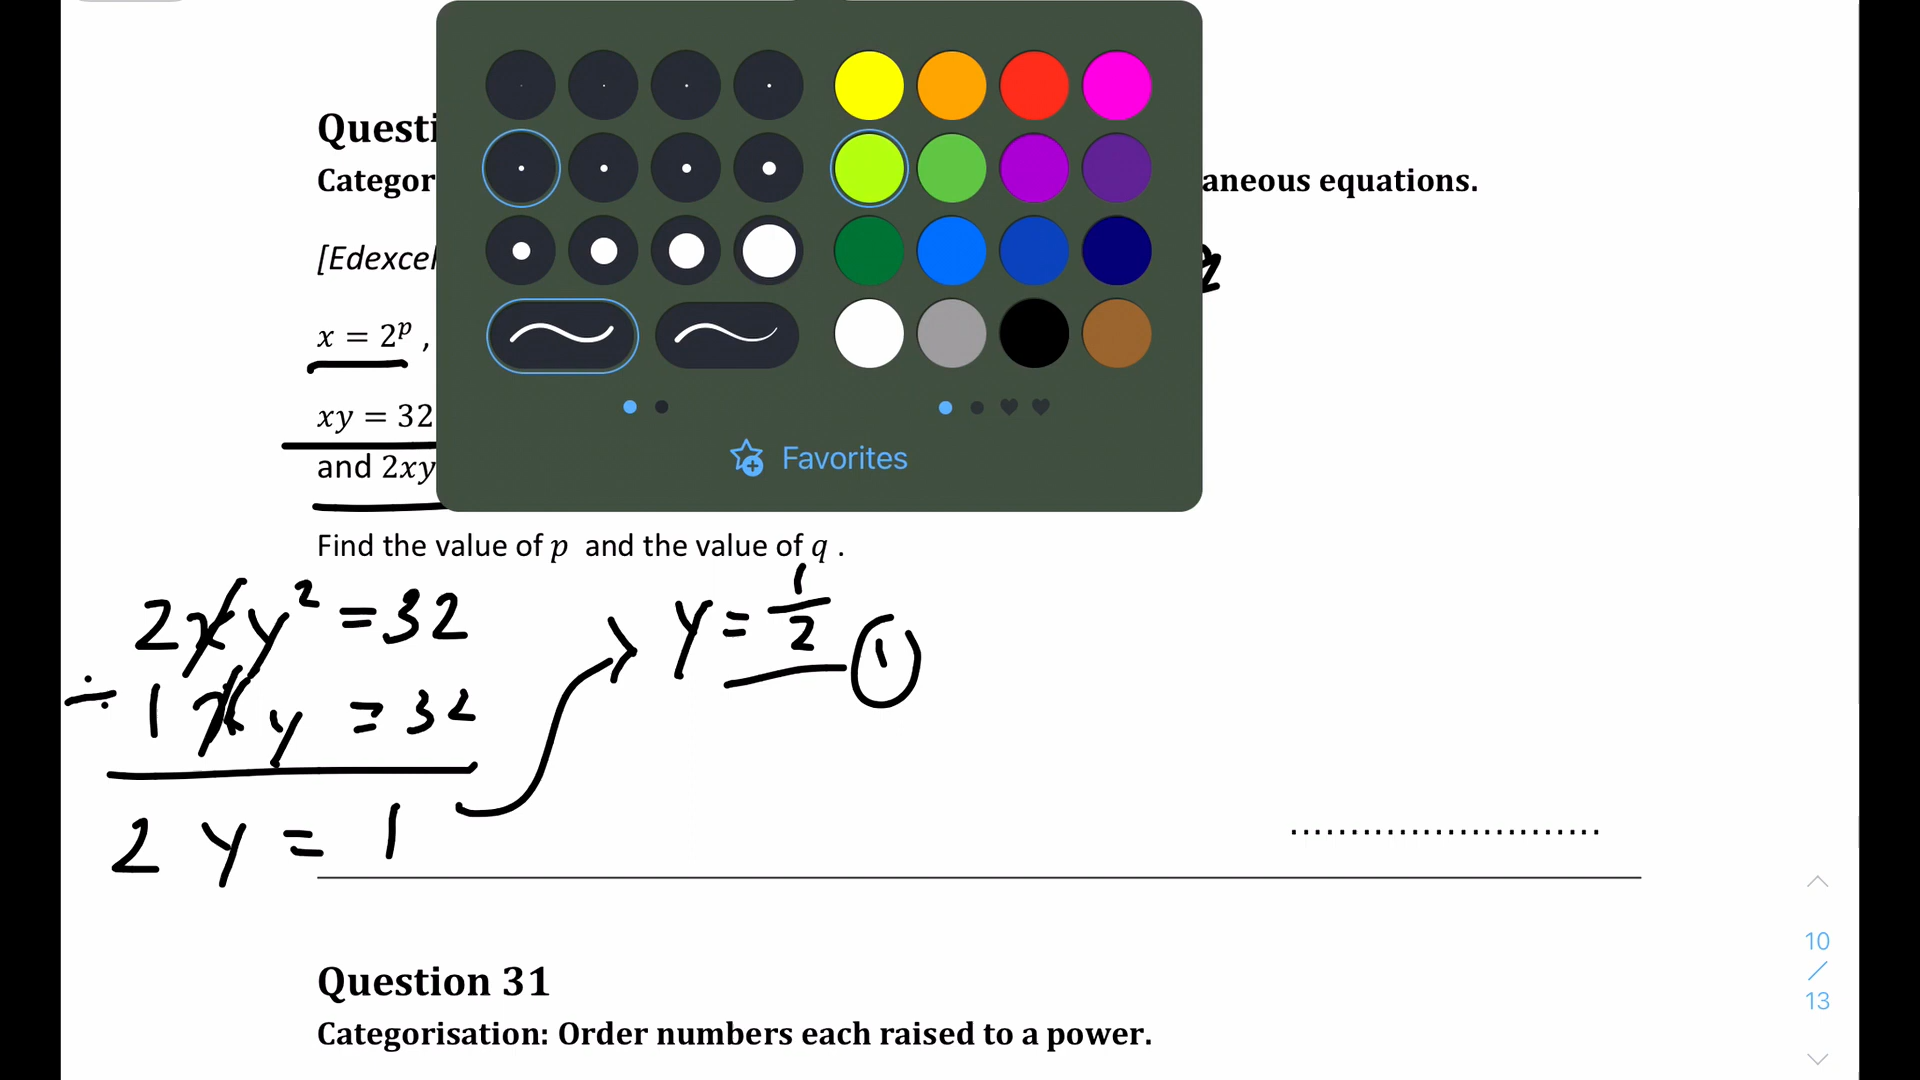 Questi
Categor aneous equations.
[Edexcel
x = 2ᵖ ,
xy = 32
and 2xy
Favorites
Find the value of p and the value of q .
2xy² = 32
÷ 1xy = 32
2y = 1
y = 1/2 ①
..........................
10
/
13
Question 31
Categorisation: Order numbers each raised to a power.